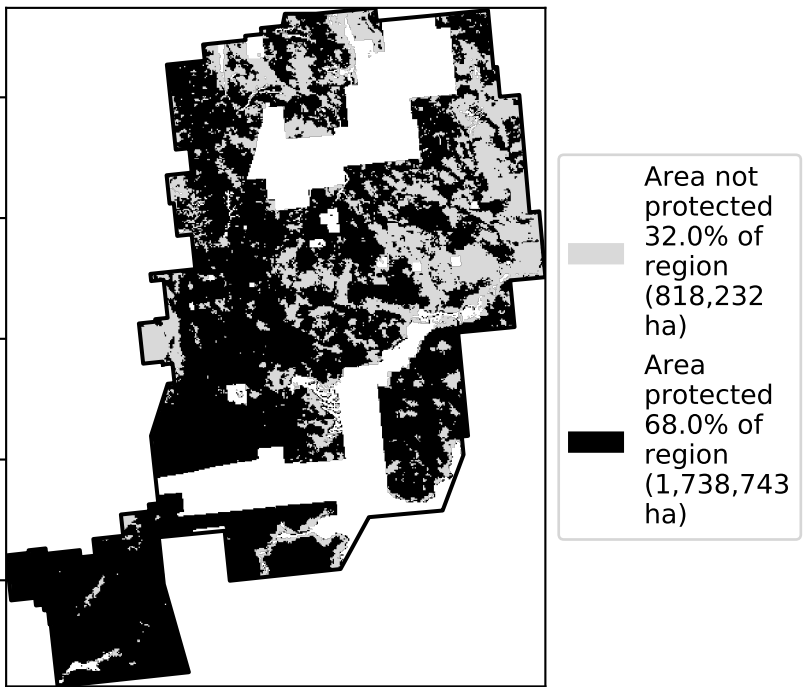 Area not
protected
32.0% of
region
(818,232
ha)
Area
protected
68.0% of
region
(1,738,743
ha)